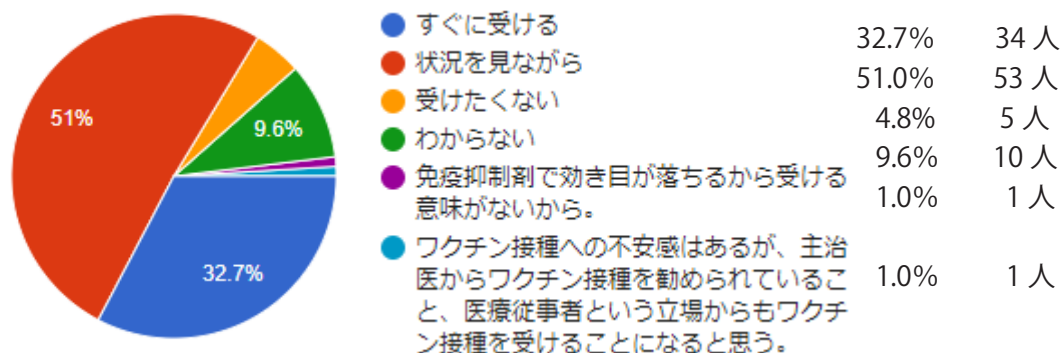 51%
9.6%
32.7%
すぐに受ける 32.7% 34 人
状況を見ながら 51.0% 53 人
受けたくない 4.8% 5 人
わからない 9.6% 10 人
免疫抑制剤で効き目が落ちるから受ける 1.0% 1 人
意味がないから。
ワクチン接種への不安感はあるが、主治
医からワクチン接種を勧められているこ 1.0% 1 人
と、医療従事者という立場からもワクチ
ン接種を受けることになると思う。